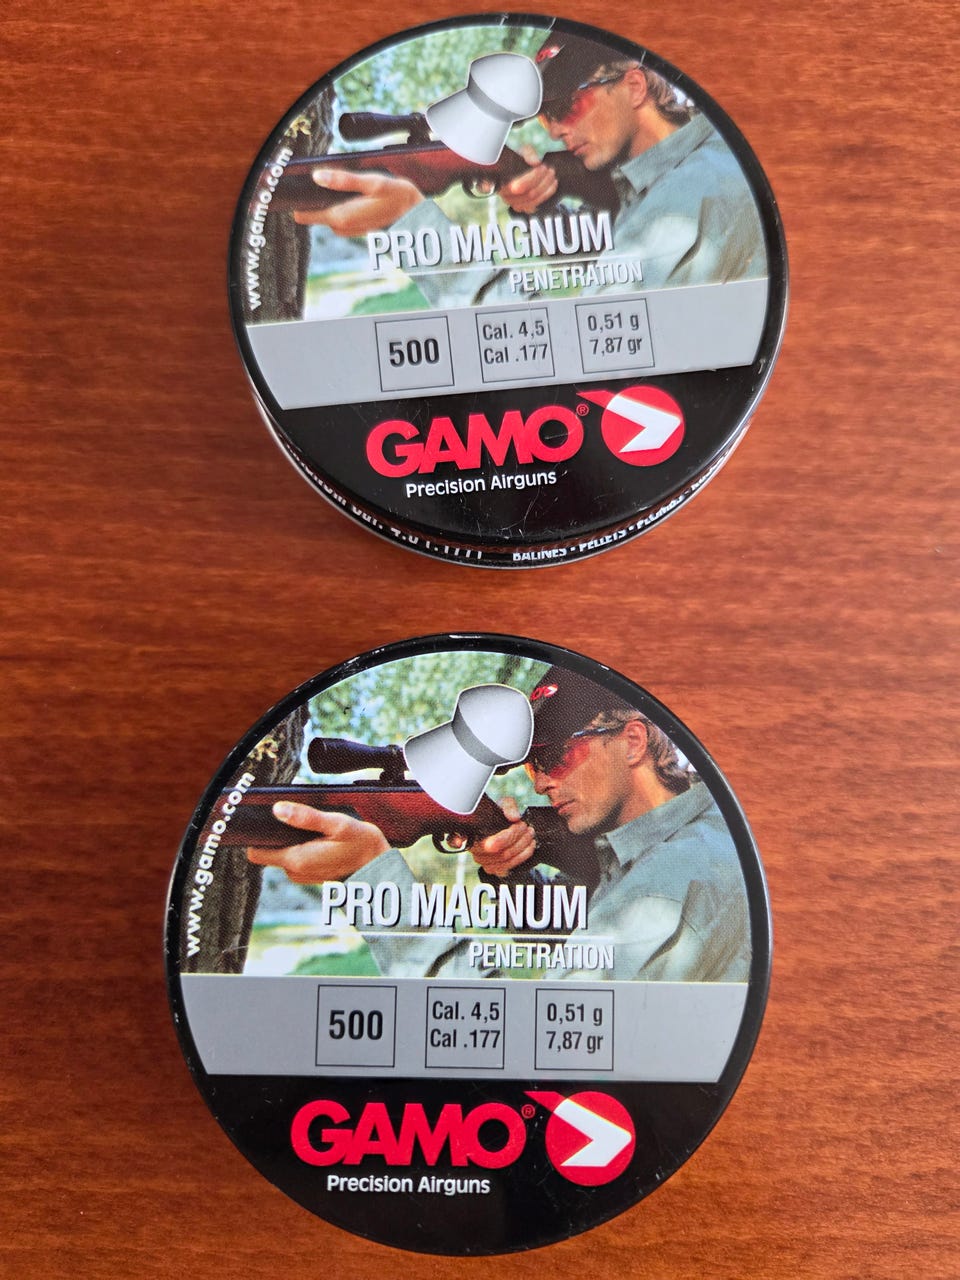 www.gamo.com
PRO MAGNUM
PENETRATION
500
Cal. 4,5
Cal .177
0,51 g
7,87 gr
GAMO®
Precision Airguns
BALINES - PELLETS -
www.gamo.com
PRO MAGNUM
PENETRATION
500
Cal. 4,5
Cal .177
0,51 g
7,87 gr
GAMO®
Precision Airguns